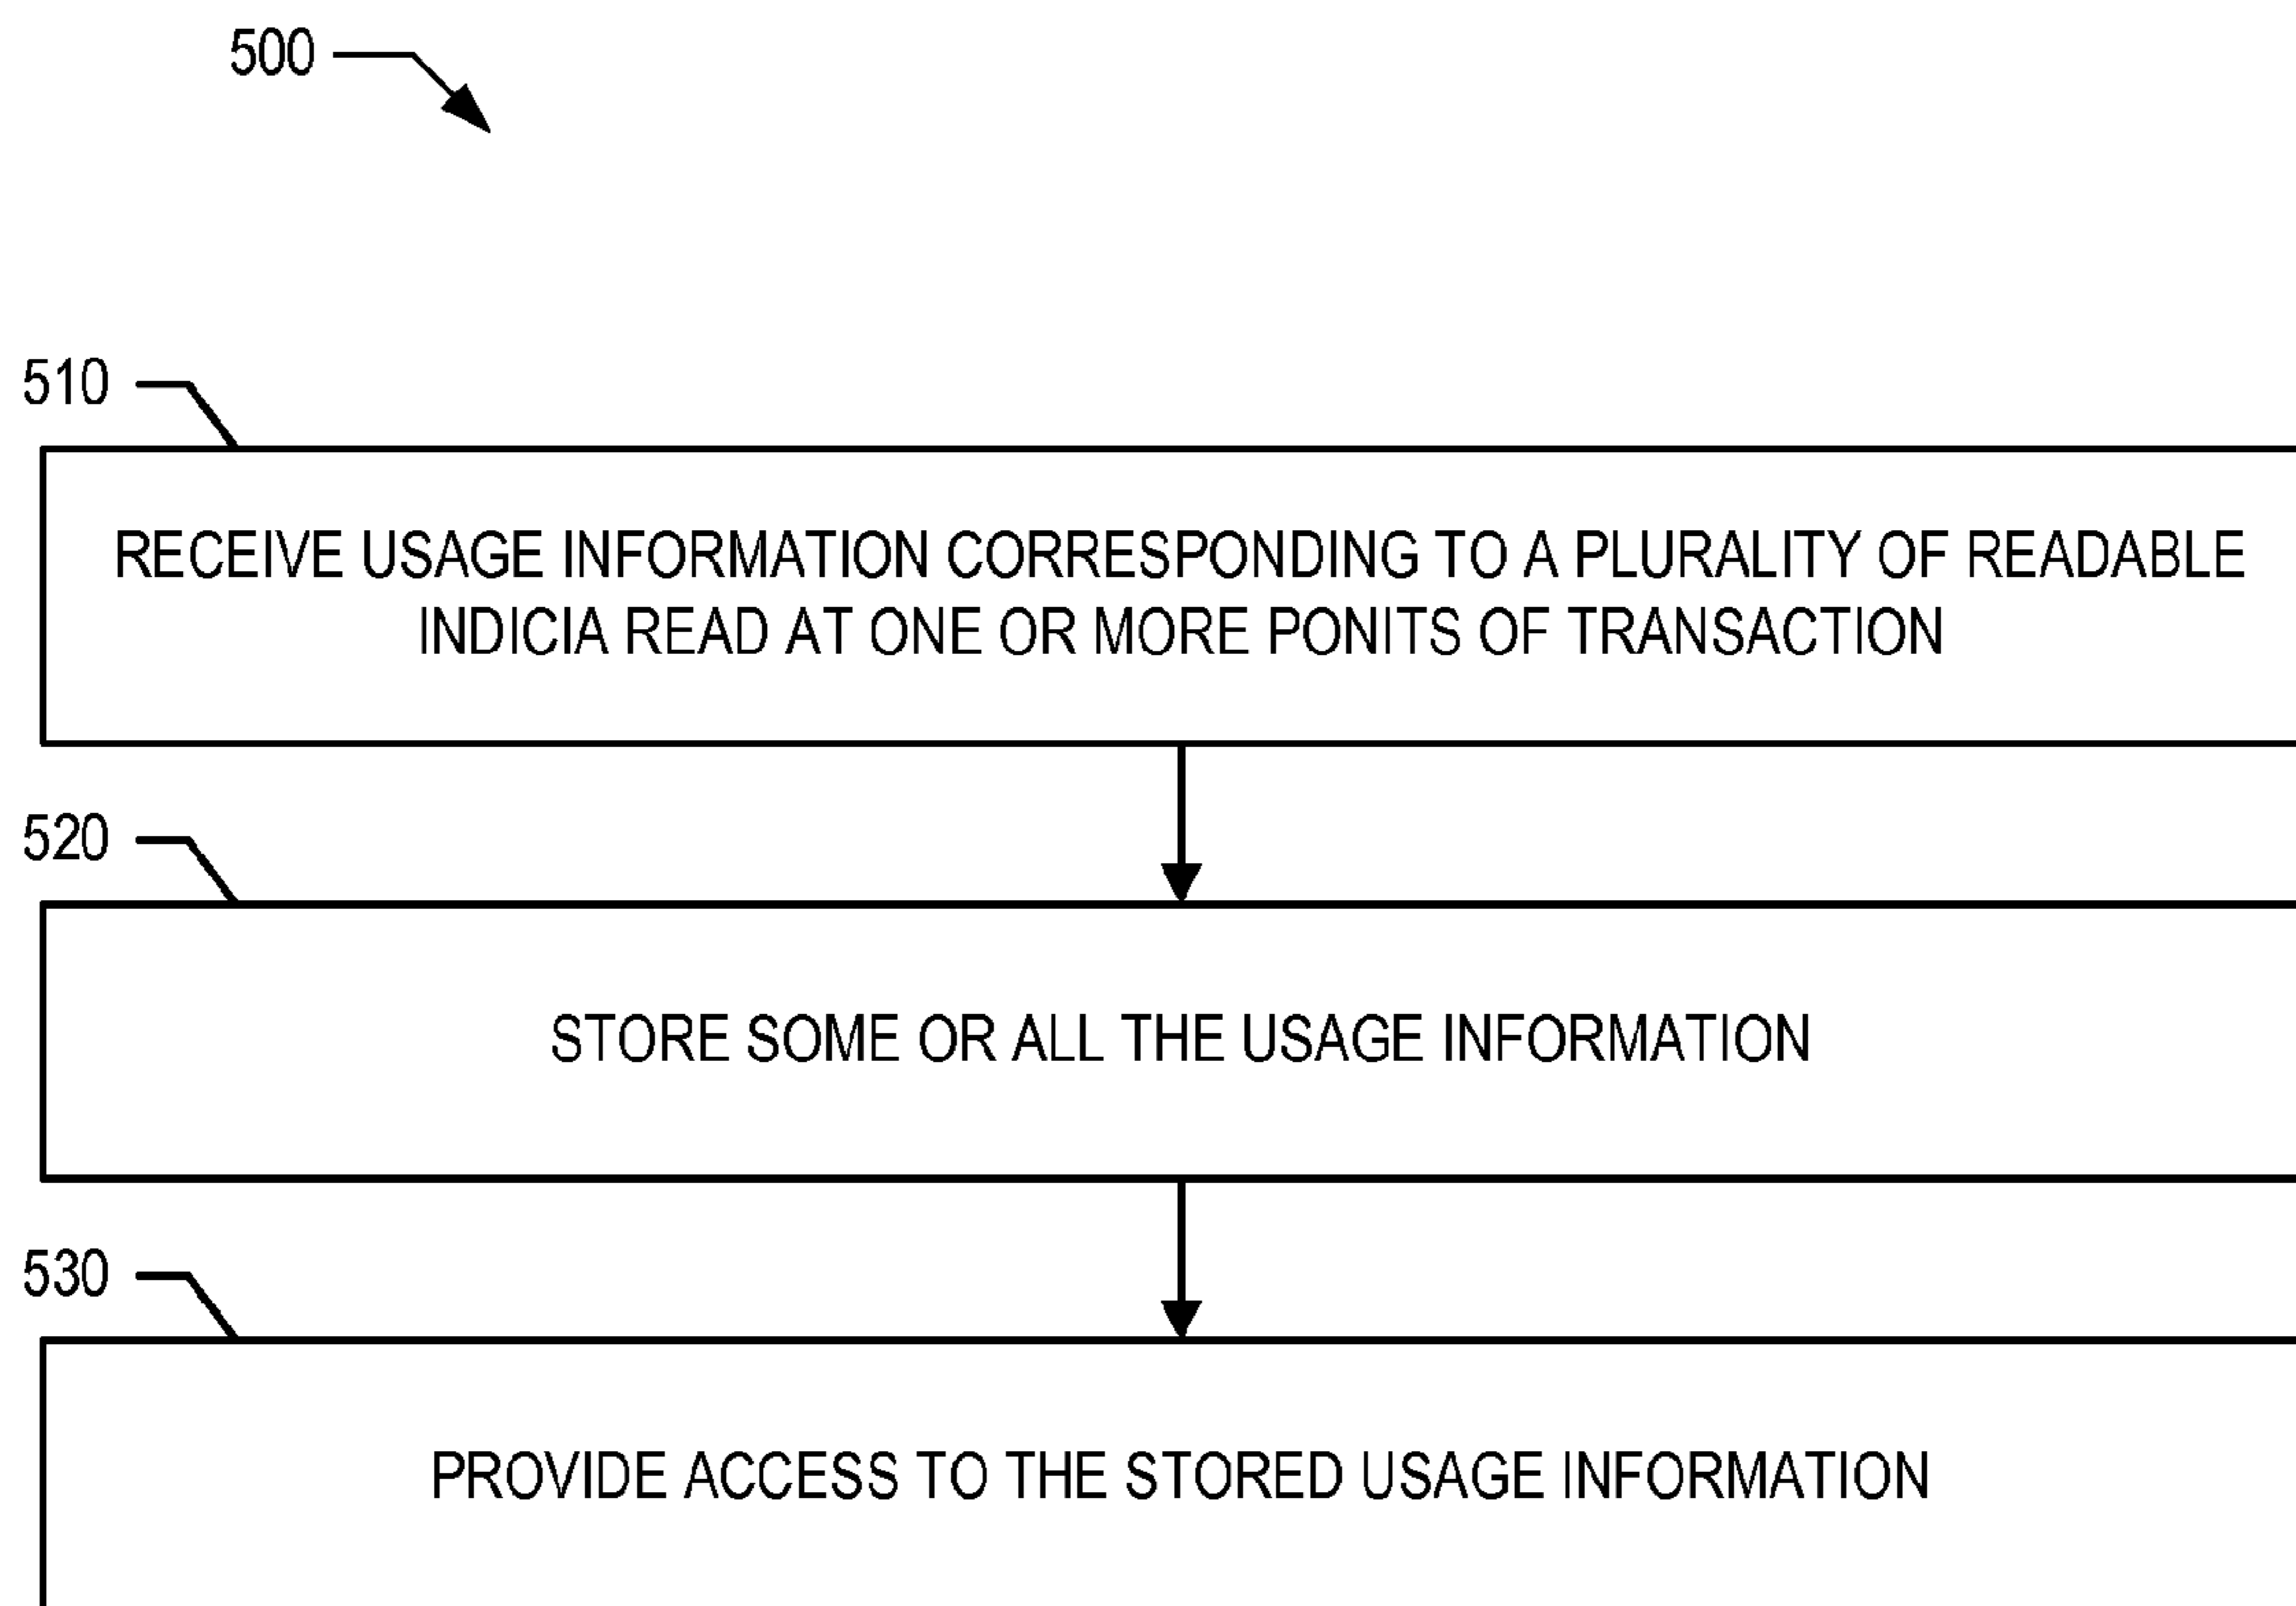 500
510
RECEIVE USAGE INFORMATION CORRESPONDING TO A PLURALITY OF READABLE
INDICIA READ AT ONE OR MORE PONITS OF TRANSACTION
520
STORE SOME OR ALL THE USAGE INFORMATION
530
PROVIDE ACCESS TO THE STORED USAGE INFORMATION